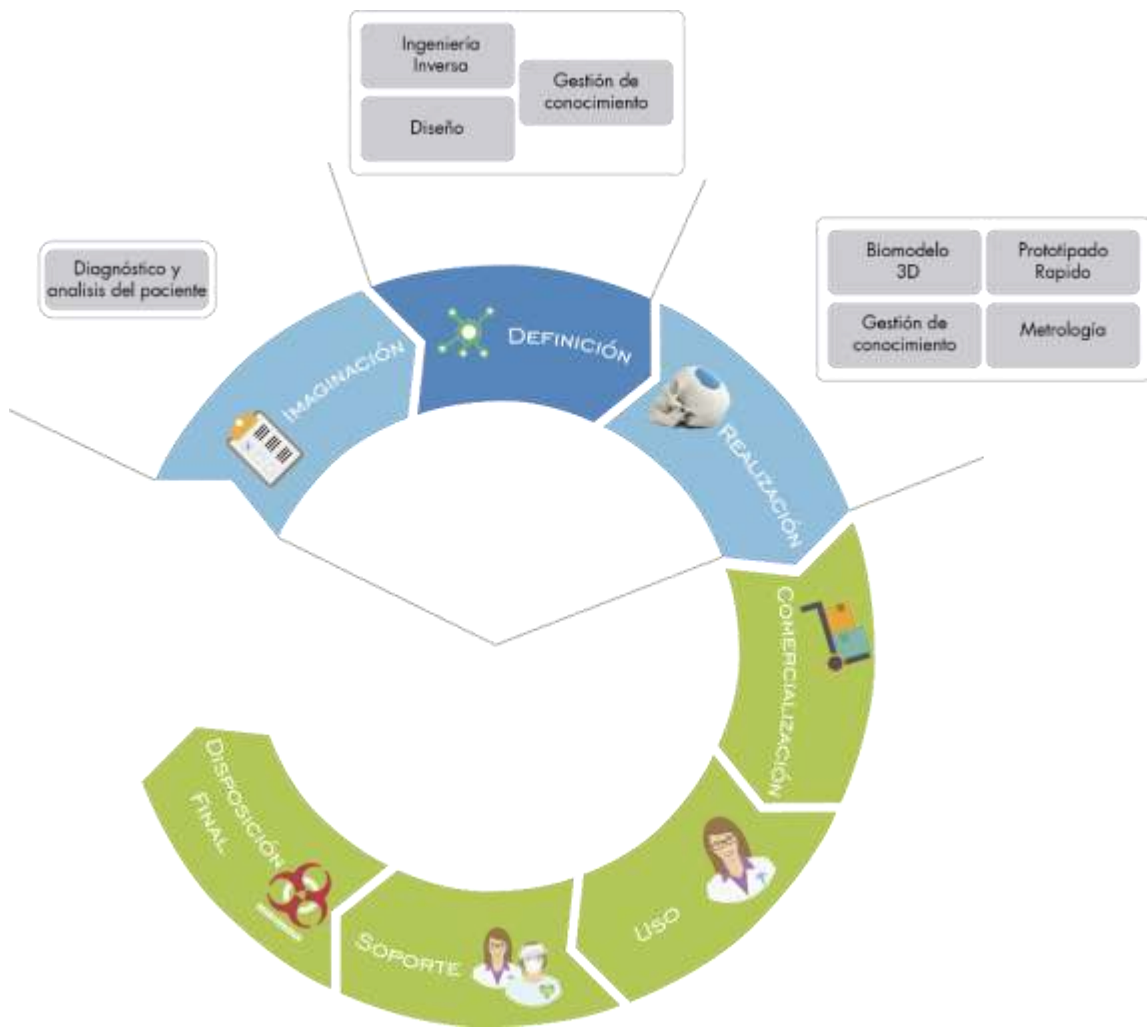 Ingeniería
Inversa
Gestión de
conocimiento
Diseño
Diagnóstico y
analisis del paciente
Biomodelo
3D
Prototipado
Rapido
Gestión de
conocimiento
Metrología
IMAGINACIÓN
DEFINICIÓN
REALIZACIÓN
COMERCIALIZACIÓN
USO
SOPORTE
DISPOSICIÓN
FINAL